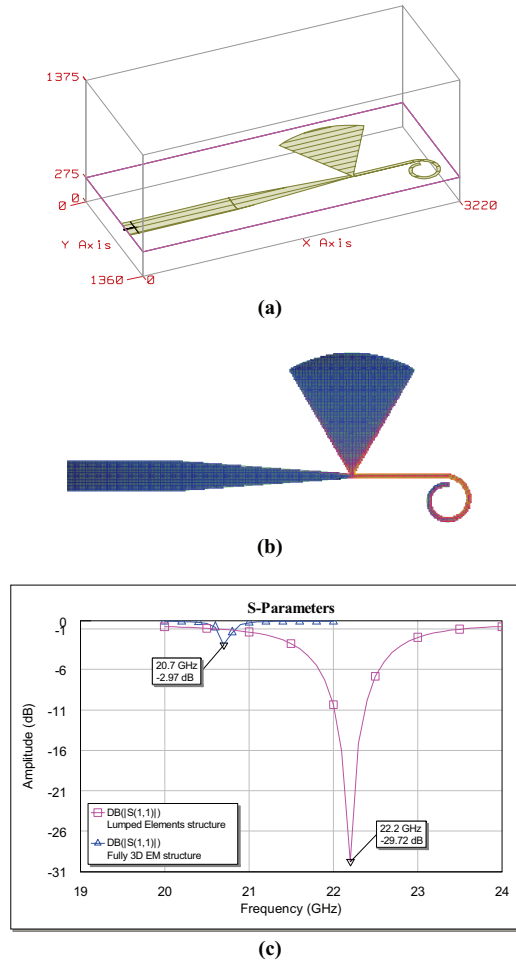 1375
275
0
0
Y Axis
X Axis
3220
1360
0
(a)
(b)
S-Parameters
0
-1
-6
-11
-16
-21
-26
-31
Amplitude (dB)
20.7 GHz
-2.97 dB
22.2 GHz
-29.72 dB
DB(|S(1,1)|)
Lumped Elements structure
DB(|S(1,1)|)
Fully 3D EM structure
19 20 21 22 23 24
Frequency (GHz)
(c)